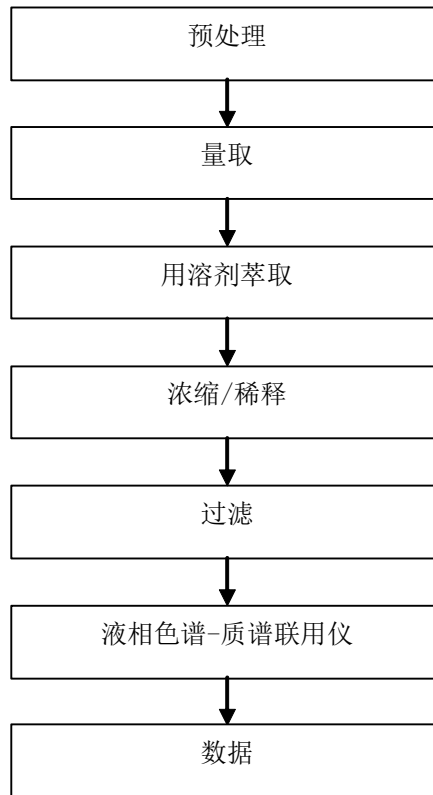 预处理
量取
用溶剂萃取
浓缩/稀释
过滤
液相色谱-质谱联用仪
数据